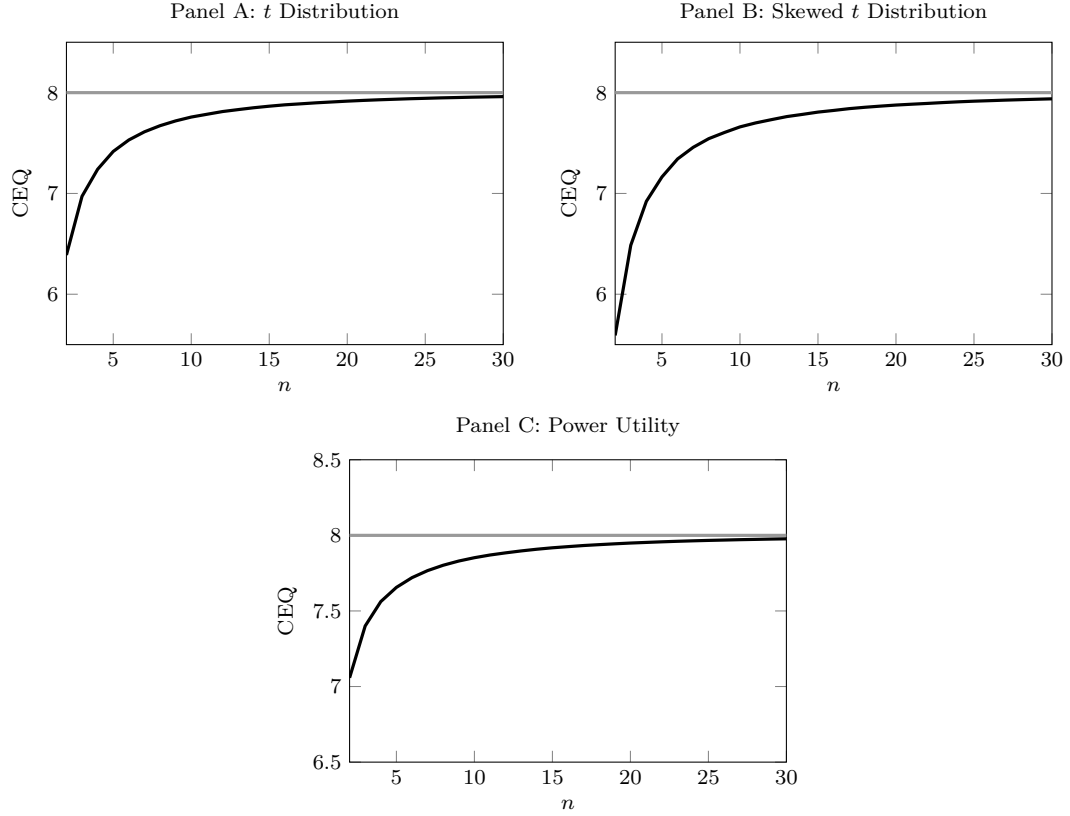 Panel A: t Distribution
CEQ
8
7
6
5 10 15 20 25 30
n
Panel B: Skewed t Distribution
CEQ
8
7
6
5 10 15 20 25 30
n
Panel C: Power Utility
CEQ
8.5
8
7.5
7
6.5
5 10 15 20 25 30
n